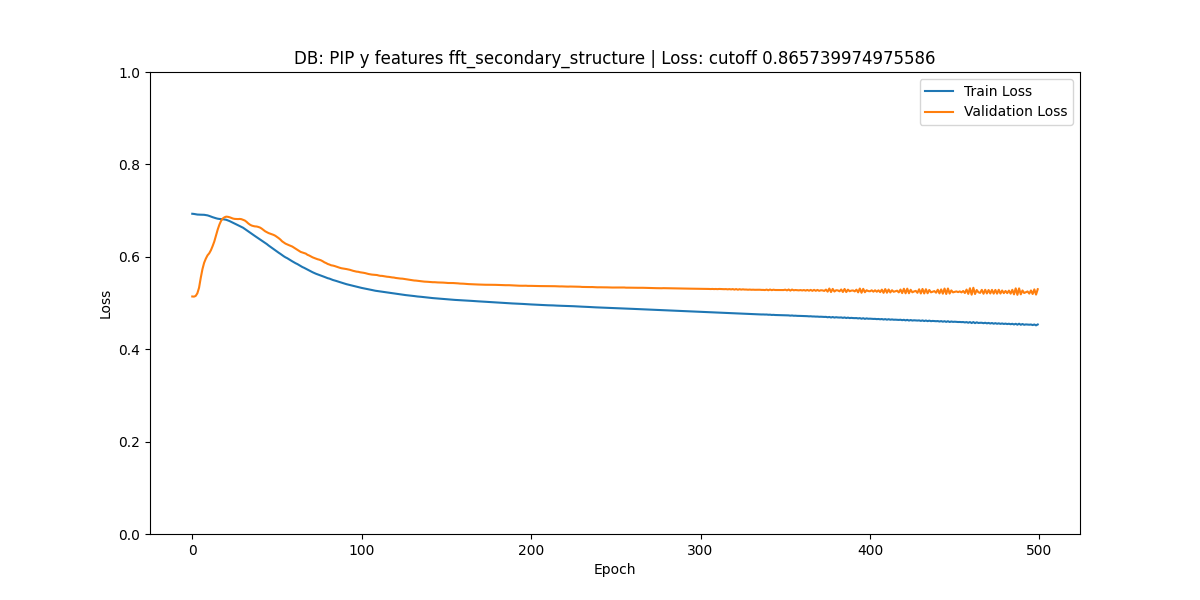 DB: PIP y features fft_secondary_structure | Loss: cutoff 0.865739974975586
Train Loss
Validation Loss
Loss
1.0
0.8
0.6
0.4
0.2
0.0
0
100
200
300
400
500
Epoch